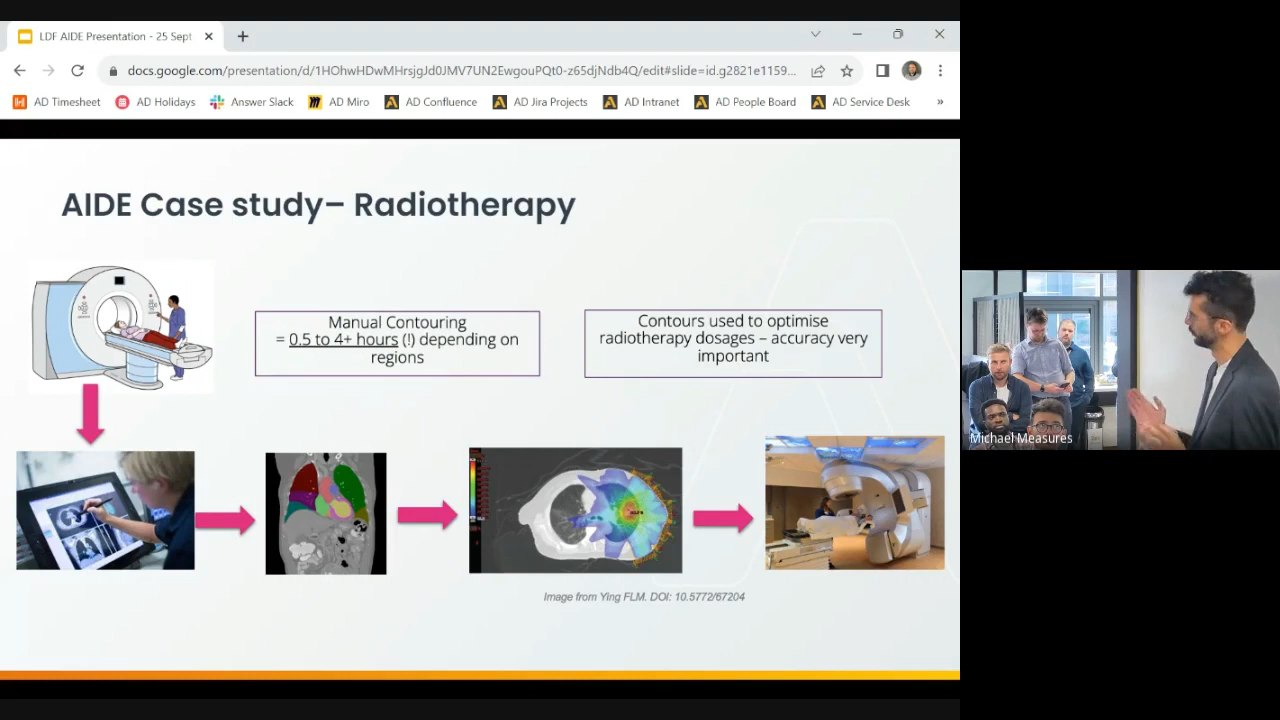 LDF AIDE Presentation - 25 Sept
docs.google.com/presentation/d/1HOhwHDwMHrsjgJd0JMV7UN2EwgouPQt0-z65djNdb4Q/edit#slide=id.g2821e1159...
AD Timesheet AD Holidays Answer Slack AD Miro AD Confluence AD Jira Projects AD Intranet AD People Board AD Service Desk »
AIDE Case study– Radiotherapy
Manual Contouring
= 0.5 to 4+ hours (!) depending on
regions
Contours used to optimise
radiotherapy dosages – accuracy very
important
Image from Ying FLM. DOI: 10.5772/67204
Michael Measures